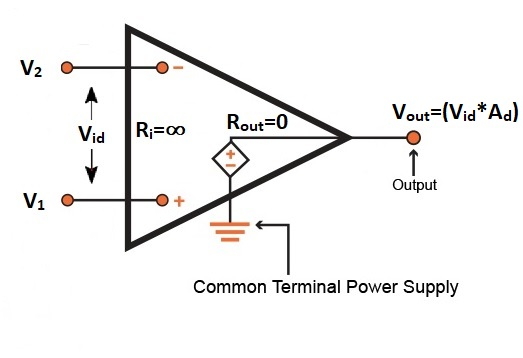 V2
−
Vid
Ri=∞
Rout=0
+
−
Vout=(Vid*Ad)
Output
V1
+
Common Terminal Power Supply